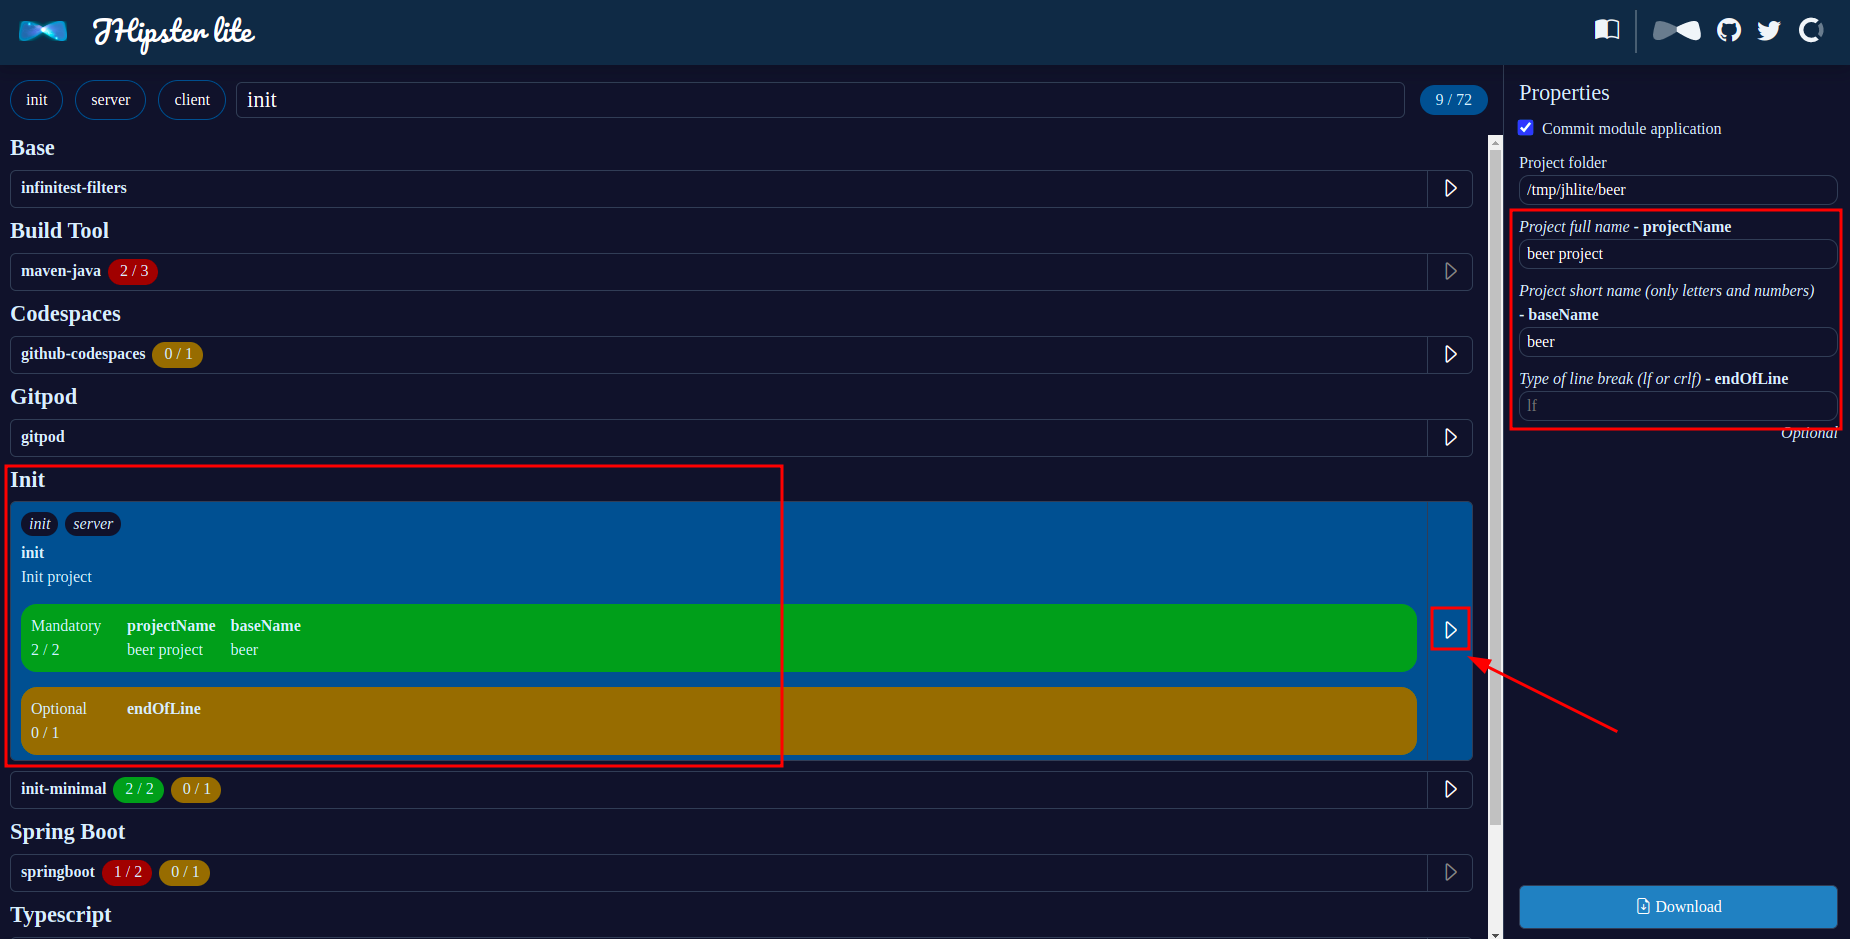 JHipster lite
init
server
client
init
9 / 72
Base
infinitest-filters
Build Tool
maven-java 2 / 3
Codespaces
github-codespaces 0 / 1
Gitpod
gitpod
Init
init server
init
Init project
Mandatory projectName baseName
2 / 2 beer project beer
Optional endOfLine
0 / 1
init-minimal 2 / 2 0 / 1
Spring Boot
springboot 1 / 2 0 / 1
Typescript
Properties
Commit module application
Project folder
/tmp/jhlite/beer
Project full name - projectName
beer project
Project short name (only letters and numbers)
- baseName
beer
Type of line break (lf or crlf) - endOfLine
lf
Optional
Download